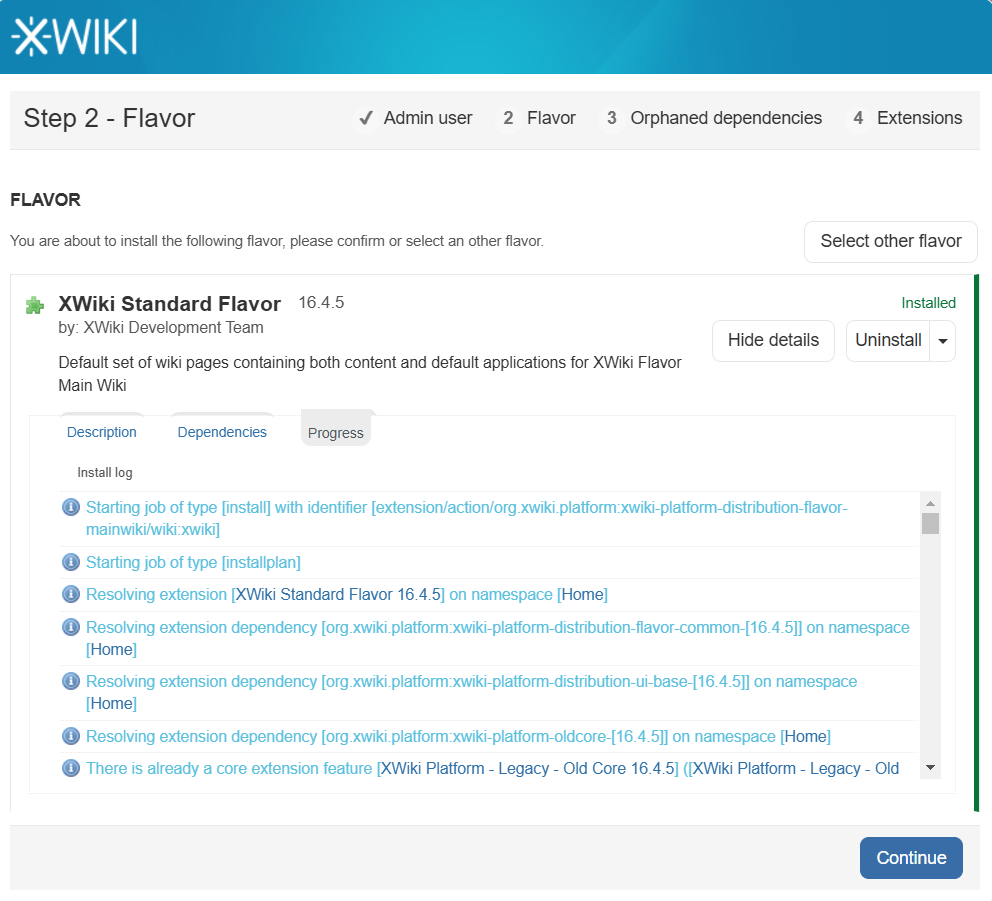 XWIKI
Step 2 - Flavor
✓ Admin user 2 Flavor 3 Orphaned dependencies 4 Extensions
FLAVOR
You are about to install the following flavor, please confirm or select an other flavor.
Select other flavor
XWiki Standard Flavor 16.4.5
Installed
by: XWiki Development Team
Hide details
Uninstall
Default set of wiki pages containing both content and default applications for XWiki Flavor
Main Wiki
Description Dependencies Progress
Install log
Starting job of type [install] with identifier [extension/action/org.xwiki.platform:xwiki-platform-distribution-flavor-
mainwiki/wiki:xwiki]
Starting job of type [installplan]
Resolving extension [XWiki Standard Flavor 16.4.5] on namespace [Home]
Resolving extension dependency [org.xwiki.platform:xwiki-platform-distribution-flavor-common-[16.4.5]] on namespace
[Home]
Resolving extension dependency [org.xwiki.platform:xwiki-platform-distribution-ui-base-[16.4.5]] on namespace
[Home]
Resolving extension dependency [org.xwiki.platform:xwiki-platform-oldcore-[16.4.5]] on namespace [Home]
There is already a core extension feature [XWiki Platform - Legacy - Old Core 16.4.5] ([XWiki Platform - Legacy - Old
Continue